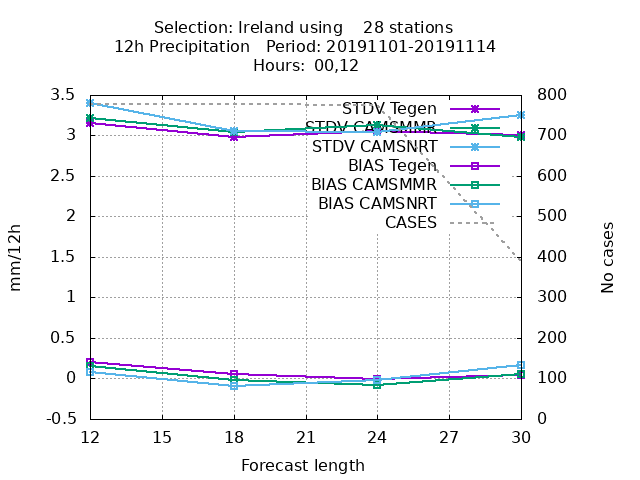 Selection: Ireland using    28 stations
12h Precipitation   Period: 20191101-20191114
Hours: 00,12
3.5
3
2.5
2
1.5
1
0.5
0
-0.5
800
700
600
500
400
300
200
100
0
mm/12h
No cases
STDV Tegen
STDV CAMSMMR
STDV CAMSNRT
BIAS Tegen
BIAS CAMSMMR
BIAS CAMSNRT
CASES
12 15 18 21 24 27 30
Forecast length